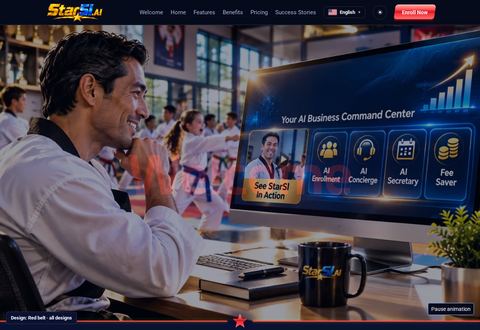 StarSI.AI
Welcome Home Features Benefits Pricing Success Stories
English
Enroll Now
Your AI Business Command Center
See StarSI
in Action
AI
Enrollment
AI
Concierge
AI
Secretary
Fee
Saver
StarSI.AI
Pause animation
Design: Red belt · all designs